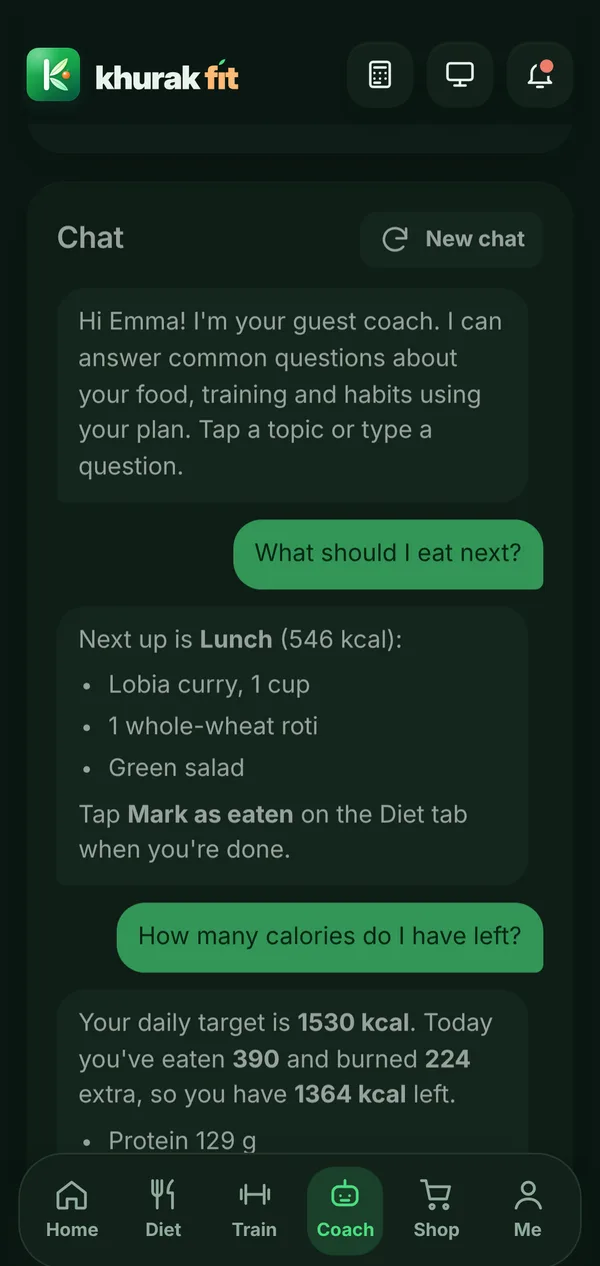 khurak fit
Chat
New chat
Hi Emma! I'm your guest coach. I can
answer common questions about
your food, training and habits using
your plan. Tap a topic or type a
question.
What should I eat next?
Next up is Lunch (546 kcal):
• Lobia curry, 1 cup
• 1 whole-wheat roti
• Green salad
Tap Mark as eaten on the Diet tab
when you're done.
How many calories do I have left?
Your daily target is 1530 kcal. Today
you've eaten 390 and burned 224
extra, so you have 1364 kcal left.
• Protein 129 g
Home Diet Train Coach Shop Me